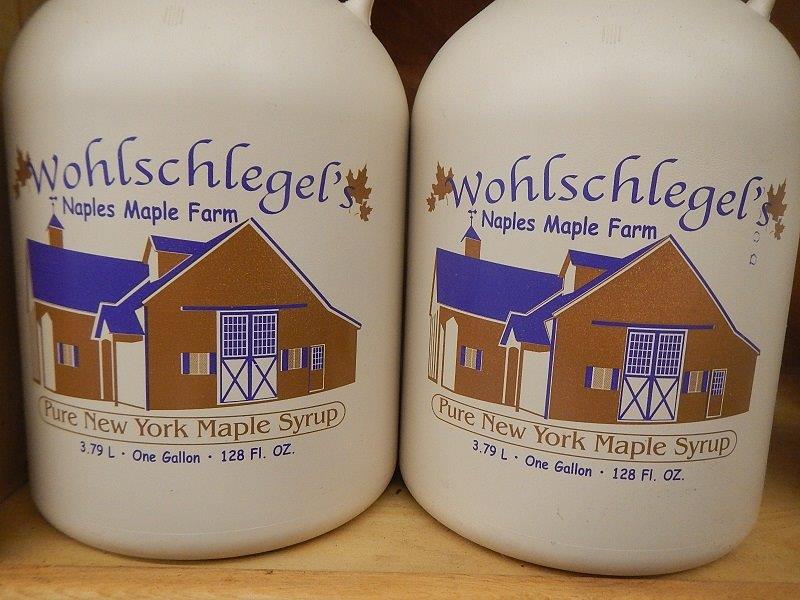 Wohlschlegel's
Naples Maple Farm
Pure New York Maple Syrup
3.79 L · One Gallon · 128 Fl. OZ.
Wohlschlegel's
Naples Maple Farm
Pure New York Maple Syrup
3.79 L · One Gallon · 128 Fl. OZ.